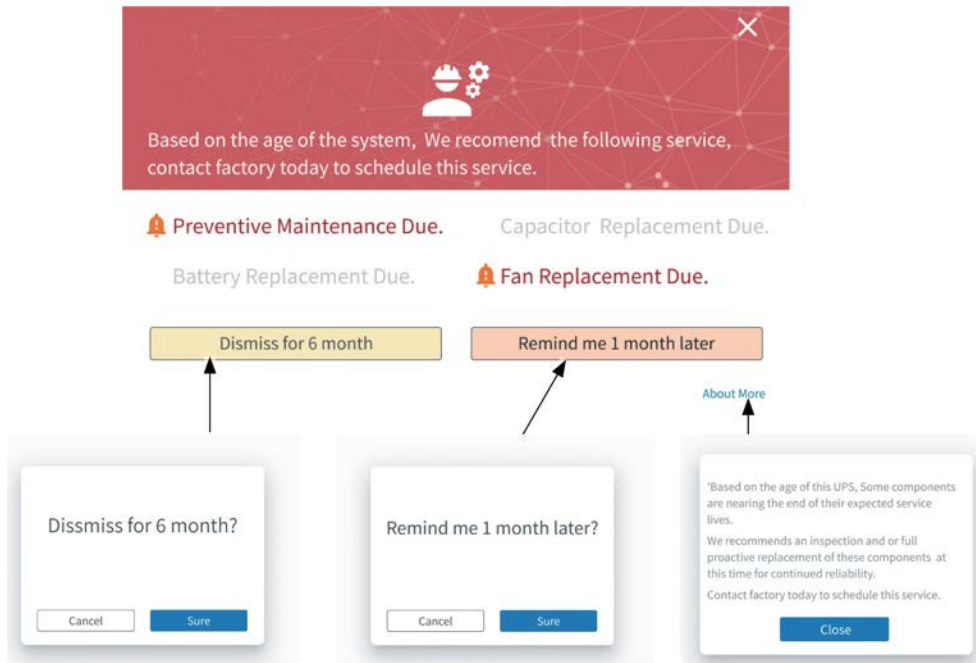 Based on the age of the system, We recomend the following service,
contact factory today to schedule this service.
Preventive Maintenance Due.
Capacitor Replacement Due.
Battery Replacement Due.
Fan Replacement Due.
Dismiss for 6 month
Remind me 1 month later
About More
Dissmiss for 6 month?
Cancel
Sure
Remind me 1 month later?
Cancel
Sure
'Based on the age of this UPS, Some components
are nearing the end of their expected service
lives.
We recommends an inspection and or full
proactive replacement of these components at
this time for continued reliability.
Contact factory today to schedule this service.
Close